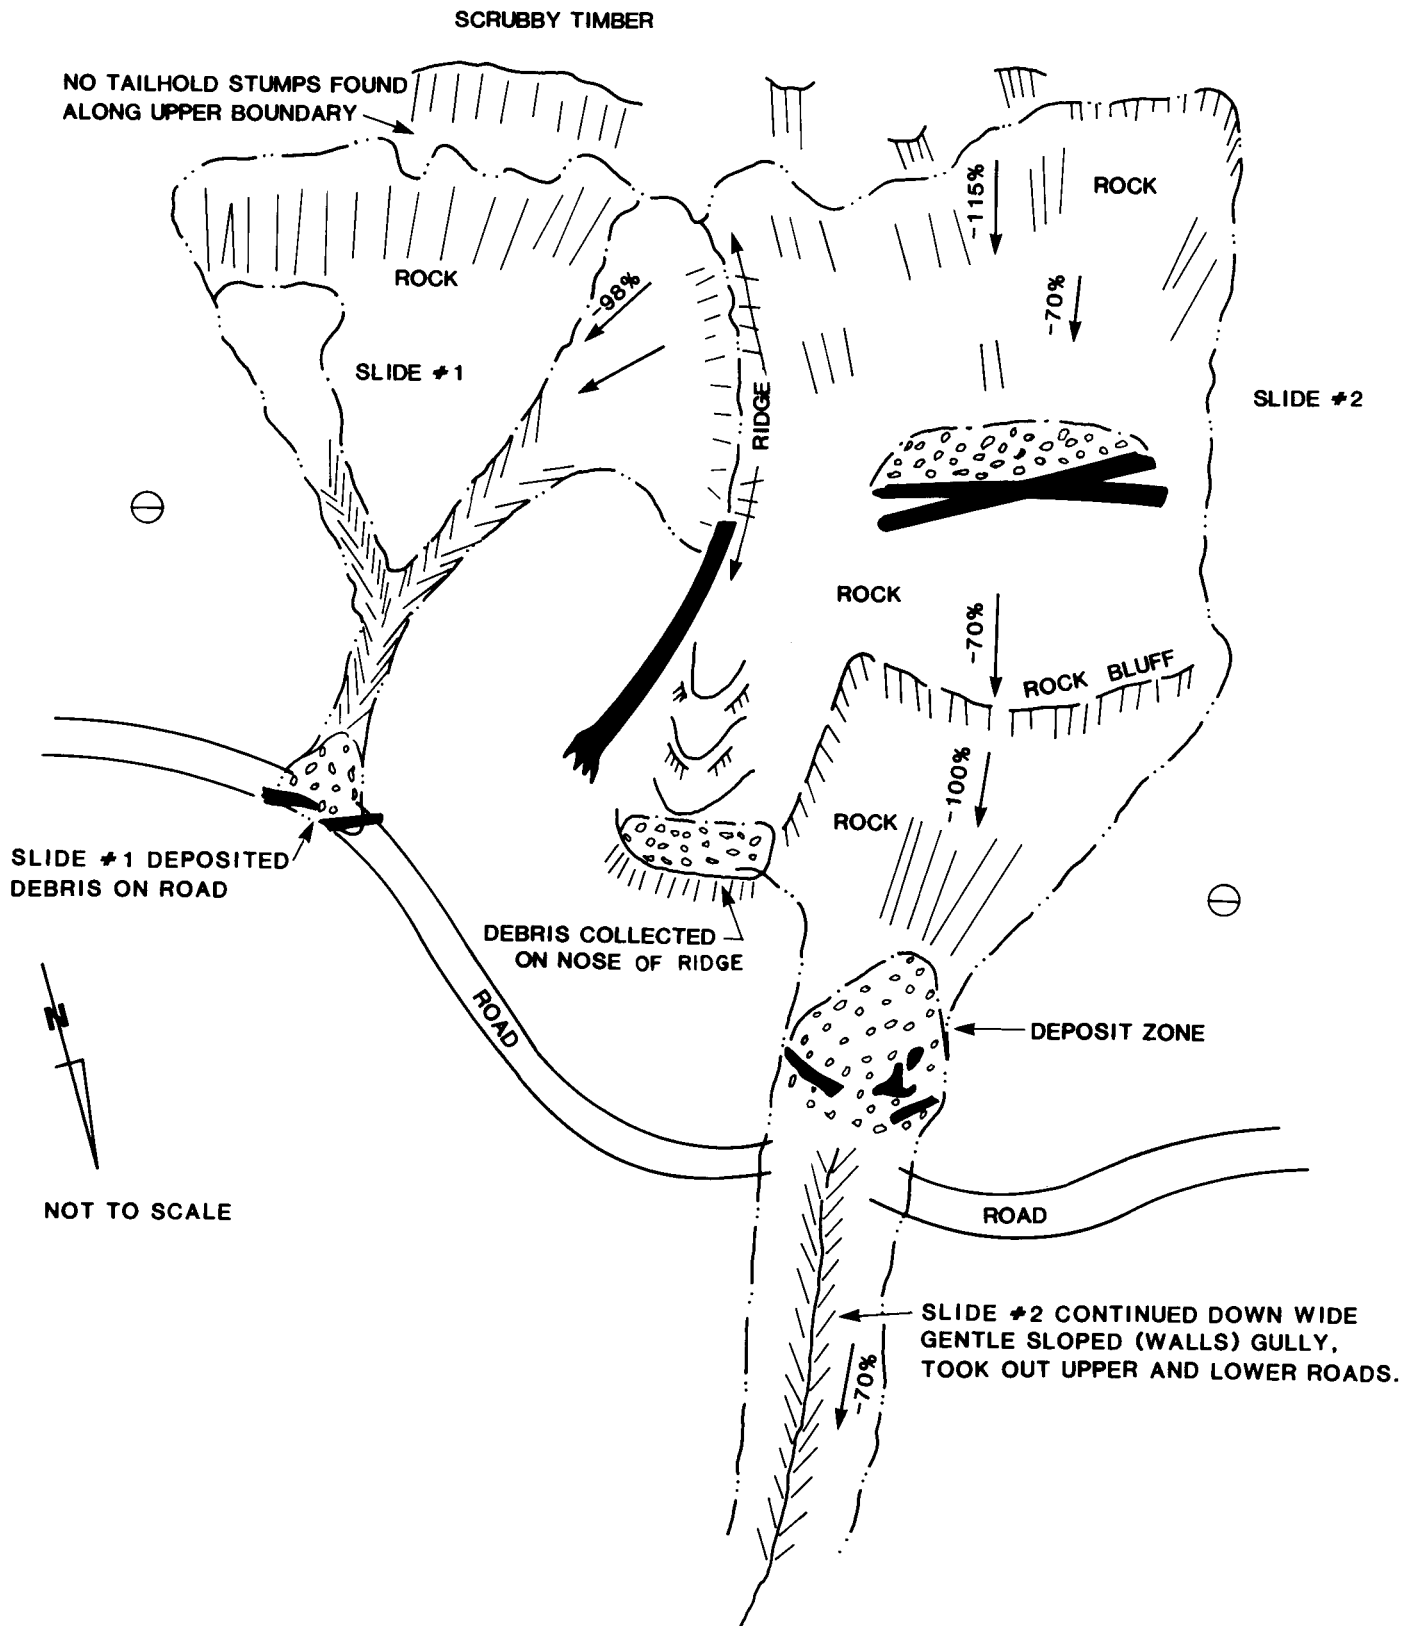 SCRUBBY TIMBER
NO TAILHOLD STUMPS FOUND
ALONG UPPER BOUNDARY
-115%
ROCK
ROCK
-98%
-70%
SLIDE #1
RIDGE
SLIDE #2
ROCK
-70%
ROCK BLUFF
-100%
ROCK
SLIDE #1 DEPOSITED
DEBRIS ON ROAD
DEBRIS COLLECTED
ON NOSE OF RIDGE
N
ROAD
DEPOSIT ZONE
NOT TO SCALE
ROAD
SLIDE #2 CONTINUED DOWN WIDE
GENTLE SLOPED (WALLS) GULLY,
TOOK OUT UPPER AND LOWER ROADS.
-70%